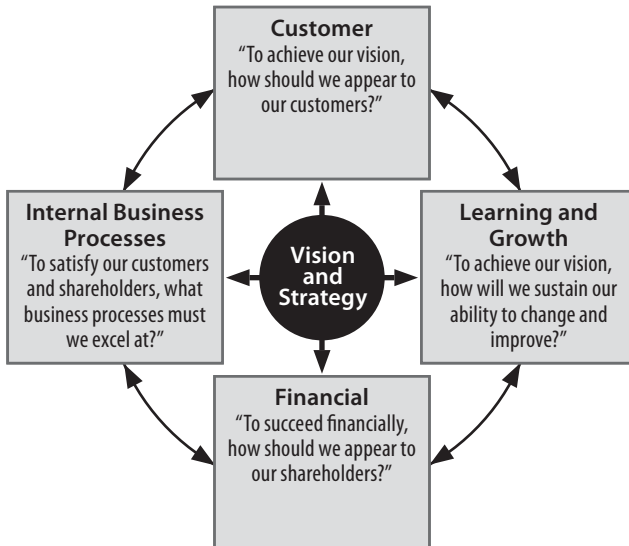 Customer
“To achieve our vision,
how should we appear to
our customers?”
Internal Business
Processes
“To satisfy our customers
and shareholders, what
business processes must
we excel at?”
Vision
and
Strategy
Learning and
Growth
“To achieve our vision,
how will we sustain our
ability to change and
improve?”
Financial
“To succeed financially,
how should we appear to
our shareholders?”